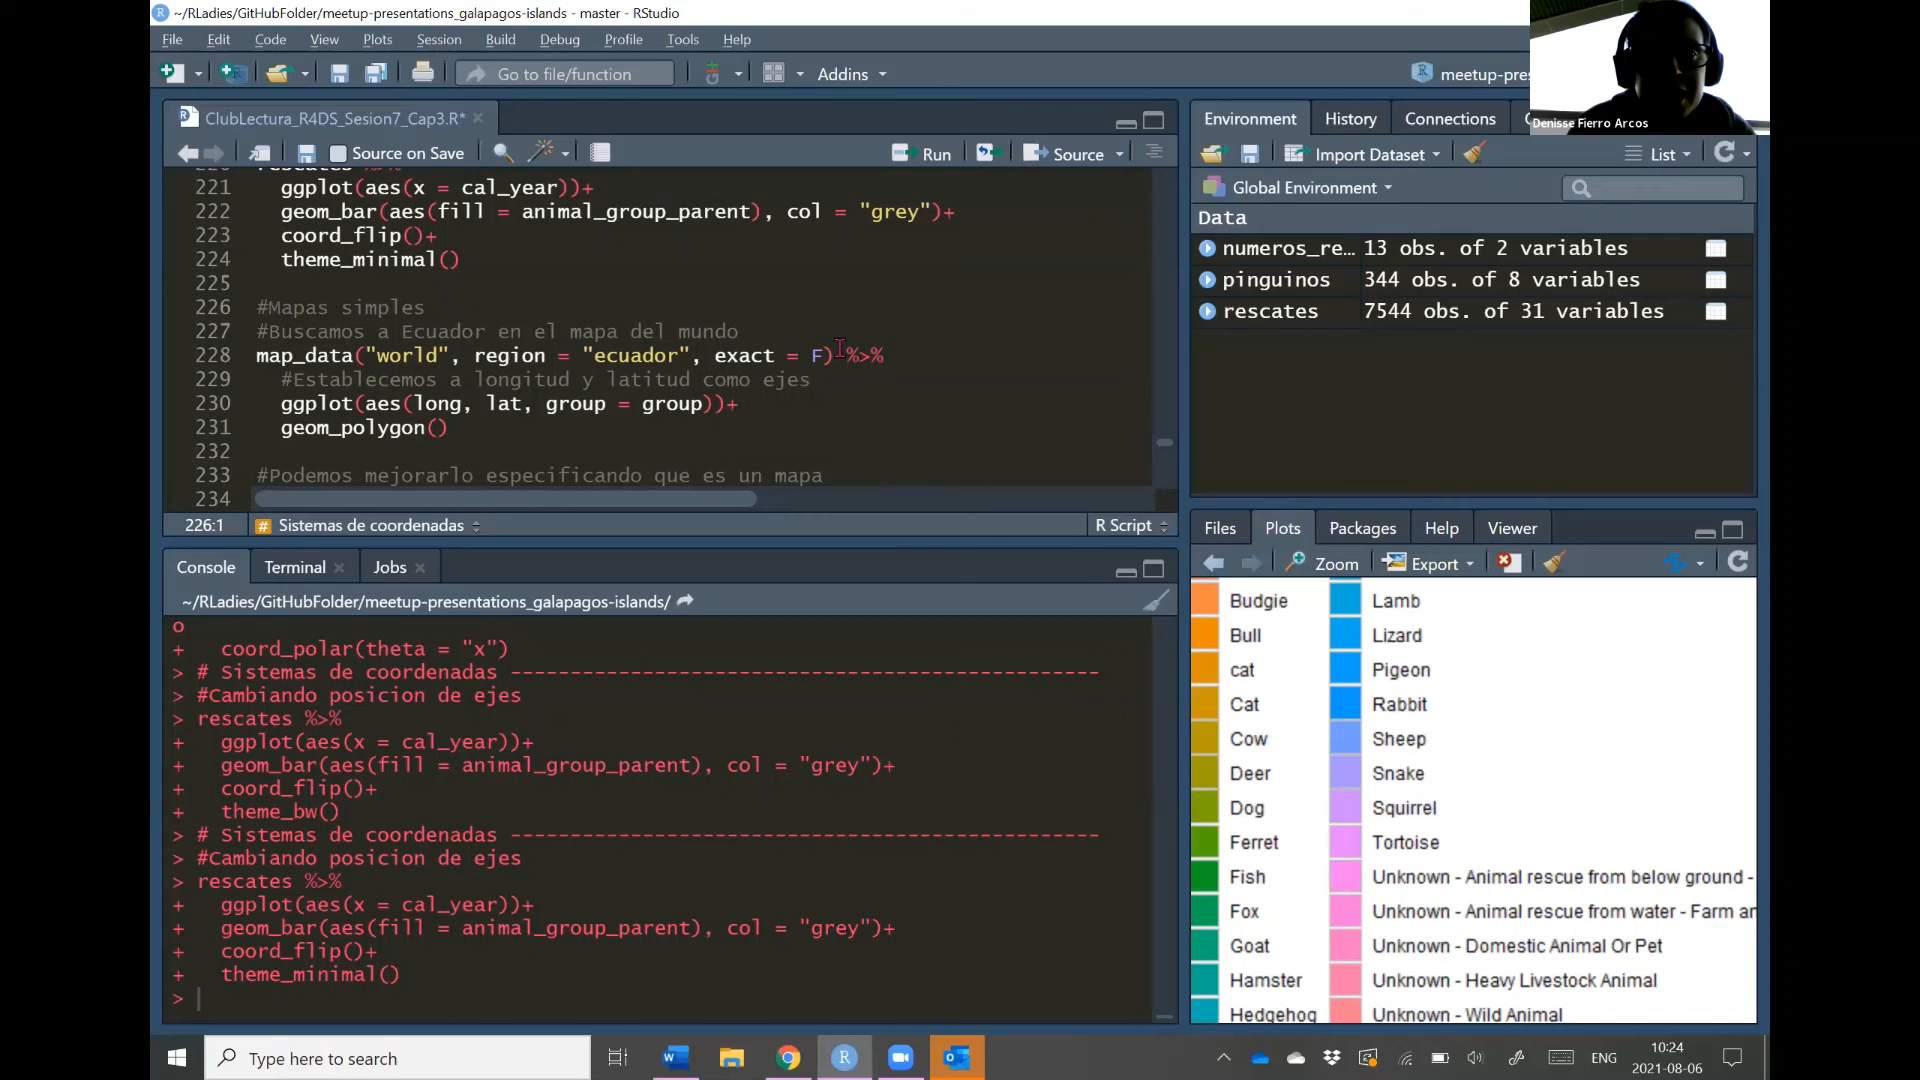 ~/RLadies/GitHubFolder/meetup-presentations_galapagos-islands - master - RStudio
File Edit Code View Plots Session Build Debug Profile Tools Help
Go to file/function
Addins
meetup-pres
Denisse Fierro Arcos
ClubLectura_R4DS_Sesion7_Cap3.R*
Source on Save
Run
Source
221 ggplot(aes(x = cal_year))+
222 geom_bar(aes(fill = animal_group_parent), col = "grey")+
223 coord_flip()+
224 theme_minimal()
225
226 #Mapas simples
227 #Buscamos a Ecuador en el mapa del mundo
228 map_data("world", region = "ecuador", exact = F) %>%
229 #Establecemos a longitud y latitud como ejes
230 ggplot(aes(long, lat, group = group))+
231 geom_polygon()
232
233 #Podemos mejorarlo especificando que es un mapa
234
226:1 # Sistemas de coordenadas R Script
Console Terminal Jobs
~/RLadies/GitHubFolder/meetup-presentations_galapagos-islands/
o
+ coord_polar(theta = "x")
> # Sistemas de coordenadas -------------------------------------------------
> #Cambiando posicion de ejes
> rescates %>%
+ ggplot(aes(x = cal_year))+
+ geom_bar(aes(fill = animal_group_parent), col = "grey")+
+ coord_flip()+
+ theme_bw()
> # Sistemas de coordenadas -------------------------------------------------
> #Cambiando posicion de ejes
> rescates %>%
+ ggplot(aes(x = cal_year))+
+ geom_bar(aes(fill = animal_group_parent), col = "grey")+
+ coord_flip()+
+ theme_minimal()
>
Environment History Connections
Import Dataset
List
Global Environment
Data
numeros_re… 13 obs. of 2 variables
pinguinos 344 obs. of 8 variables
rescates 7544 obs. of 31 variables
Files Plots Packages Help Viewer
Zoom Export
Budgie Lamb
Bull Lizard
cat Pigeon
Cat Rabbit
Cow Sheep
Deer Snake
Dog Squirrel
Ferret Tortoise
Fish Unknown - Animal rescue from below ground -
Fox Unknown - Animal rescue from water - Farm an
Goat Unknown - Domestic Animal Or Pet
Hamster Unknown - Heavy Livestock Animal
Hedgehog Unknown - Wild Animal
Type here to search
ENG
10:24
2021-08-06